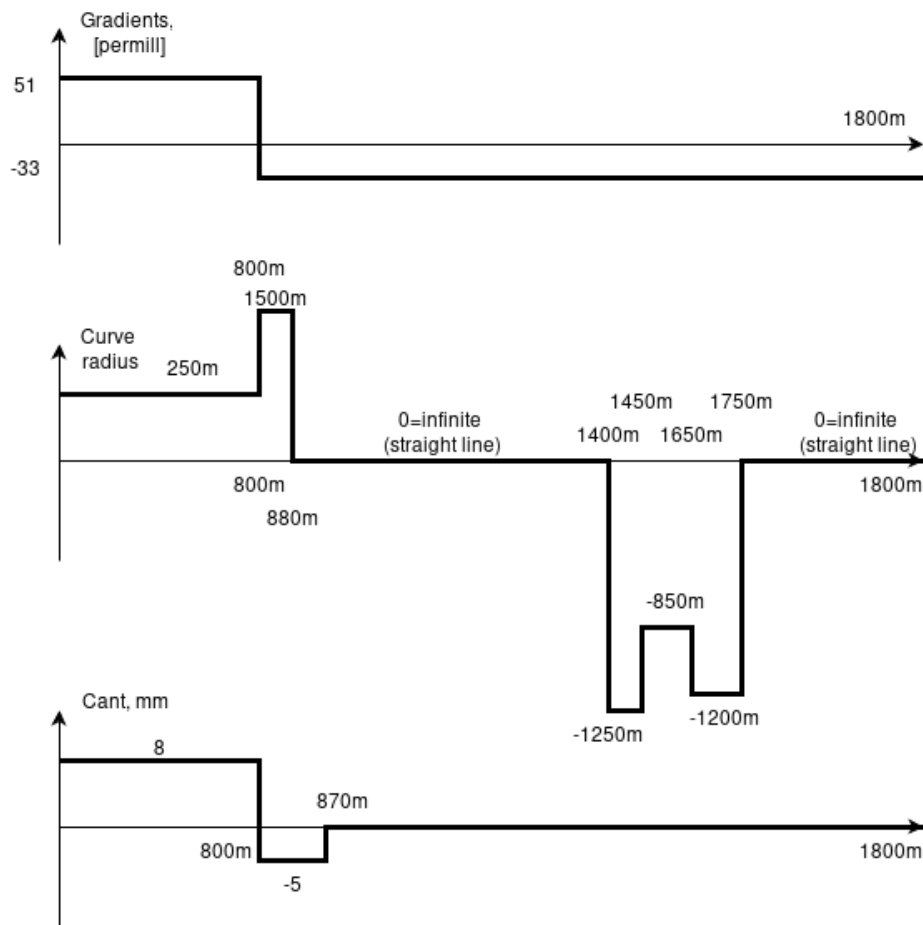 Gradients,
[permill]
51
1800m
-33
800m
1500m
Curve
radius
250m
1450m
1750m
0=infinite
(straight line)
1400m
1650m
0=infinite
(straight line)
800m
1800m
880m
-850m
Cant, mm
-1200m
-1250m
8
870m
800m
1800m
-5